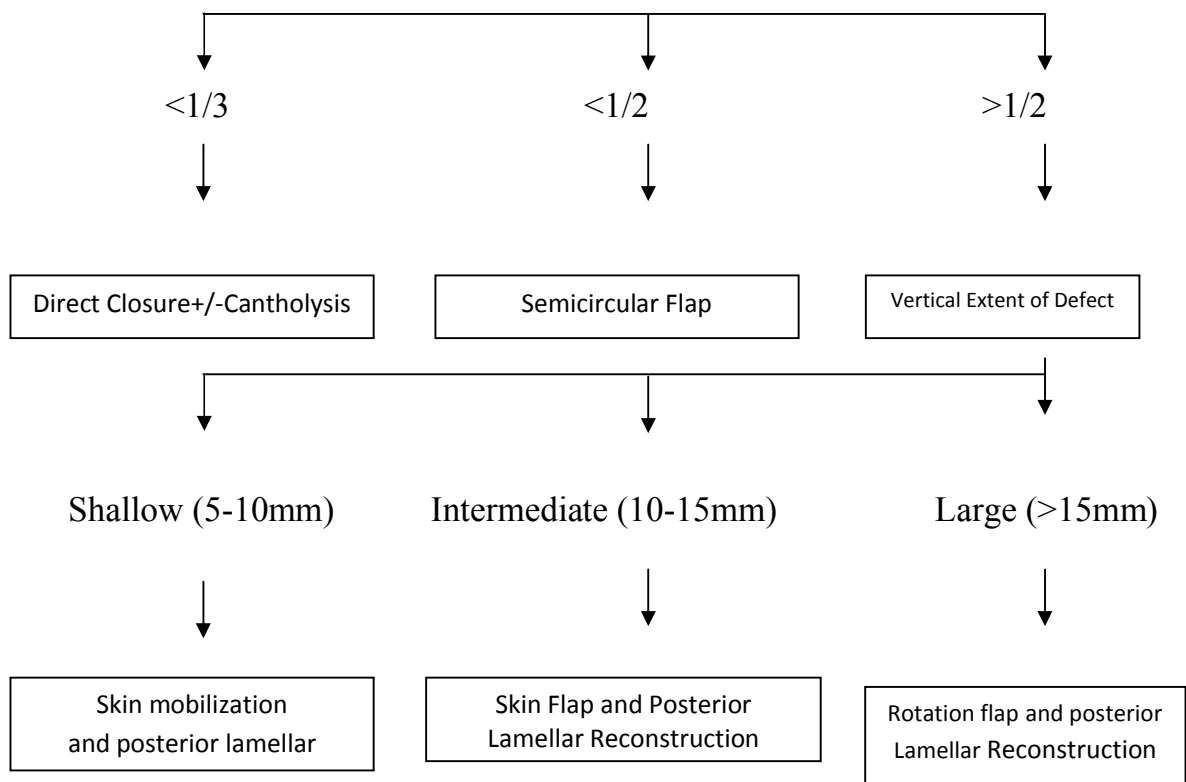 <1/3
<1/2
>1/2
Direct Closure+/-Cantholysis
Semicircular Flap
Vertical Extent of Defect
Shallow (5-10mm)
Intermediate (10-15mm)
Large (>15mm)
Skin mobilization
and posterior lamellar
Skin Flap and Posterior
Lamellar Reconstruction
Rotation flap and posterior
Lamellar Reconstruction